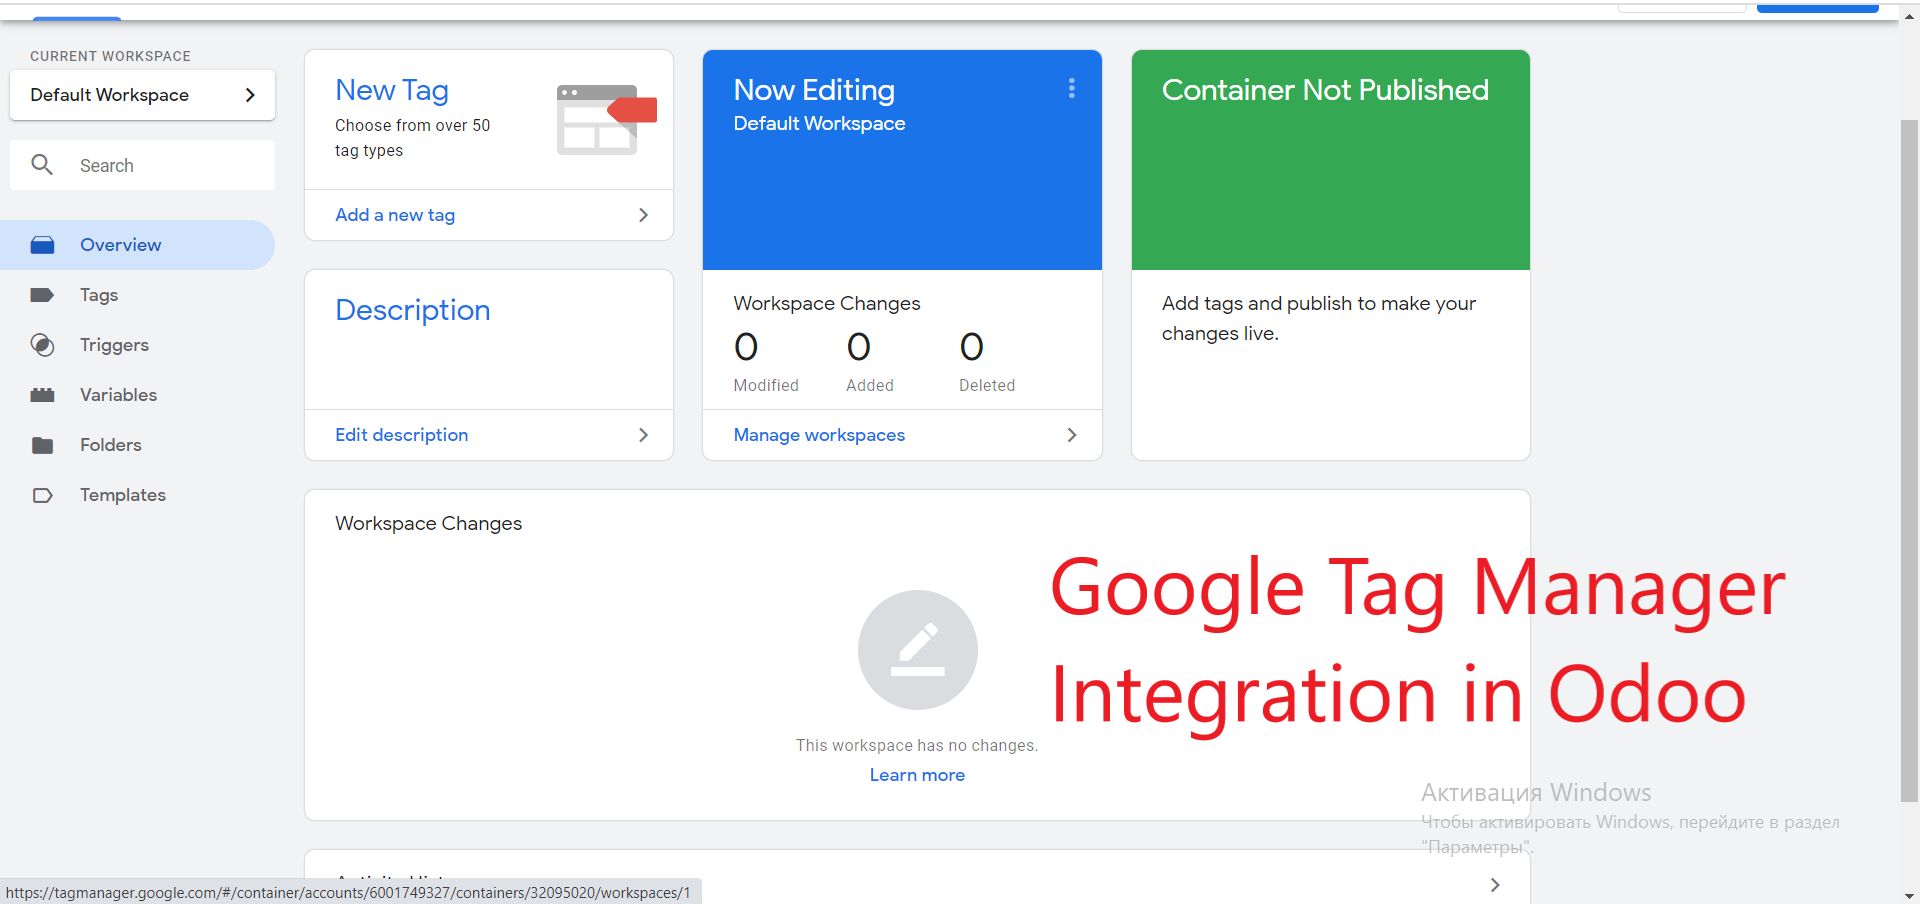 CURRENT WORKSPACE
Default Workspace
Search
Overview
Tags
Triggers
Variables
Folders
Templates
New Tag
Choose from over 50
tag types
Add a new tag
Description
Edit description
Now Editing
Default Workspace
Workspace Changes
0 0 0
Modified Added Deleted
Manage workspaces
Container Not Published
Add tags and publish to make your
changes live.
Workspace Changes
This workspace has no changes.
Learn more
Google Tag Manager
Integration in Odoo
Активация Windows
Чтобы активировать Windows, перейдите в раздел
"Параметры".
https://tagmanager.google.com/#/container/accounts/6001749327/containers/32095020/workspaces/1